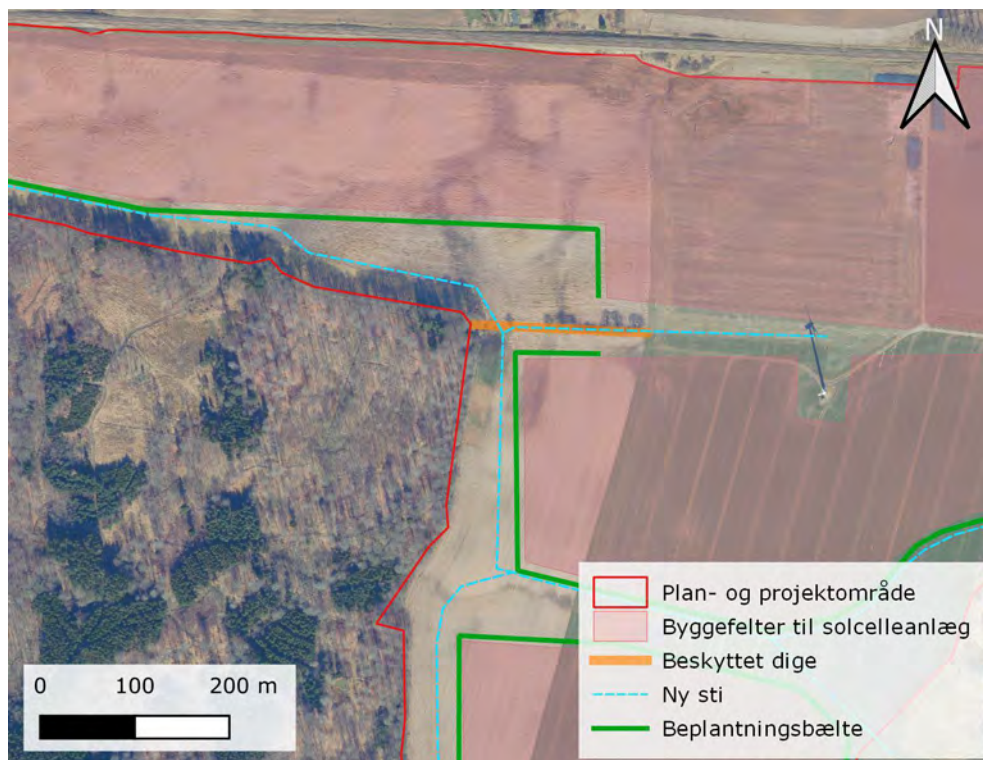 N
Plan- og projektområde
Byggefelter til solcelleanlæg
Beskyttet dige
Ny sti
Beplantningsbælte
0 100 200 m